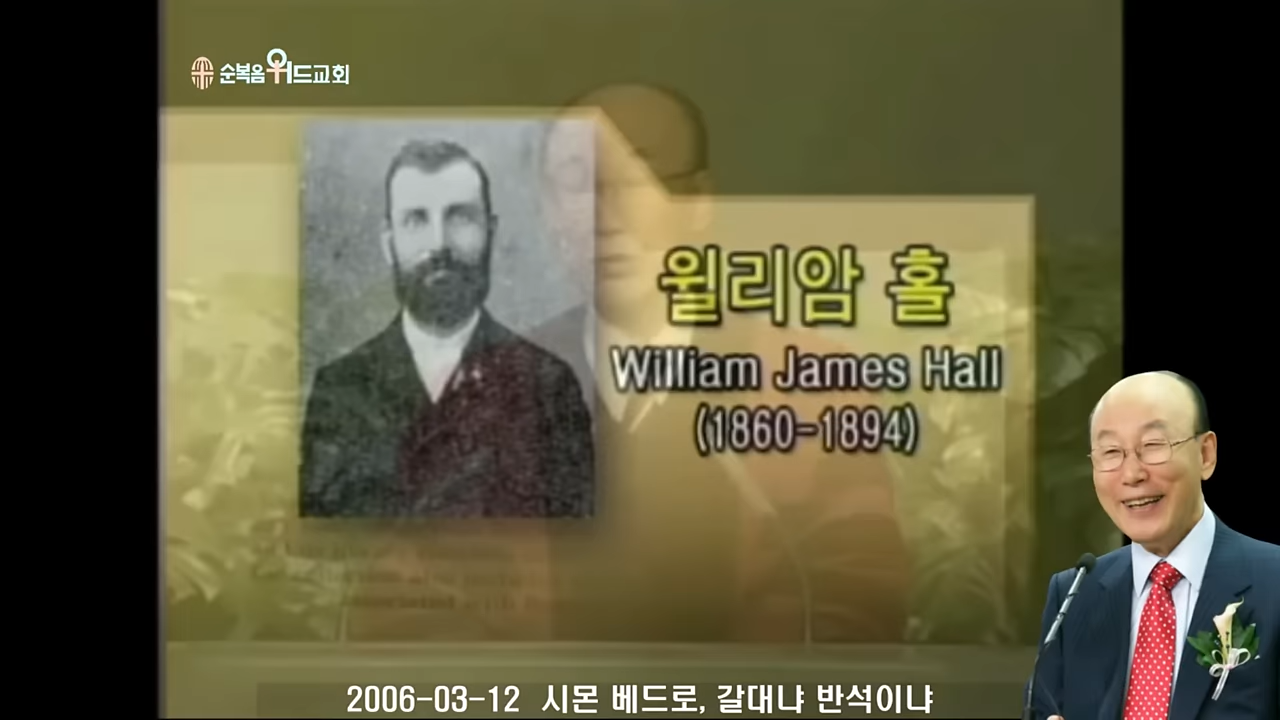 순복음워드교회
윌리암 홀
William James Hall
(1860-1894)
2006-03-12 시몬 베드로, 갈대냐 반석이냐